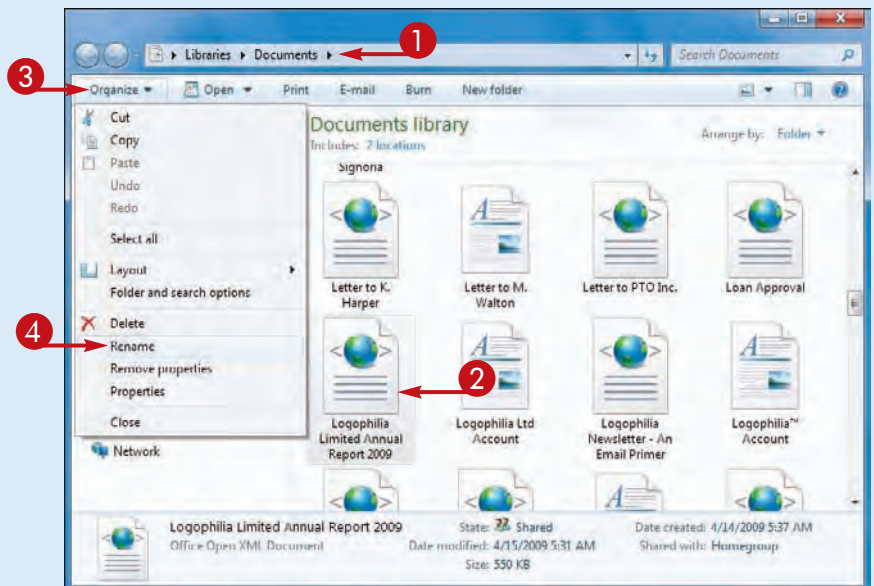 1
Libraries Documents
Search Documents
3
Organize Open Print E-mail Burn New folder
Cut
Copy
Paste
Undo
Redo
Select all
Layout
Folder and search options
Delete
4
Rename
Remove properties
Properties
Close
Network
Documents library
Includes: 2 locations
Arrange by: Folder
Signoria
Letter to K.
Harper
Letter to M.
Walton
Letter to PTO Inc.
Loan Approval
2
Logophilia
Limited Annual
Report 2009
Logophilia Ltd
Account
Logophilia
Newsletter - An
Email Primer
Logophilia™
Account
Logophilia Limited Annual Report 2009
Office Open XML Document
State: Shared
Date modified: 4/15/2009 5:31 AM
Size: 550 KB
Date created: 4/14/2009 5:37 AM
Shared with: Homegroup